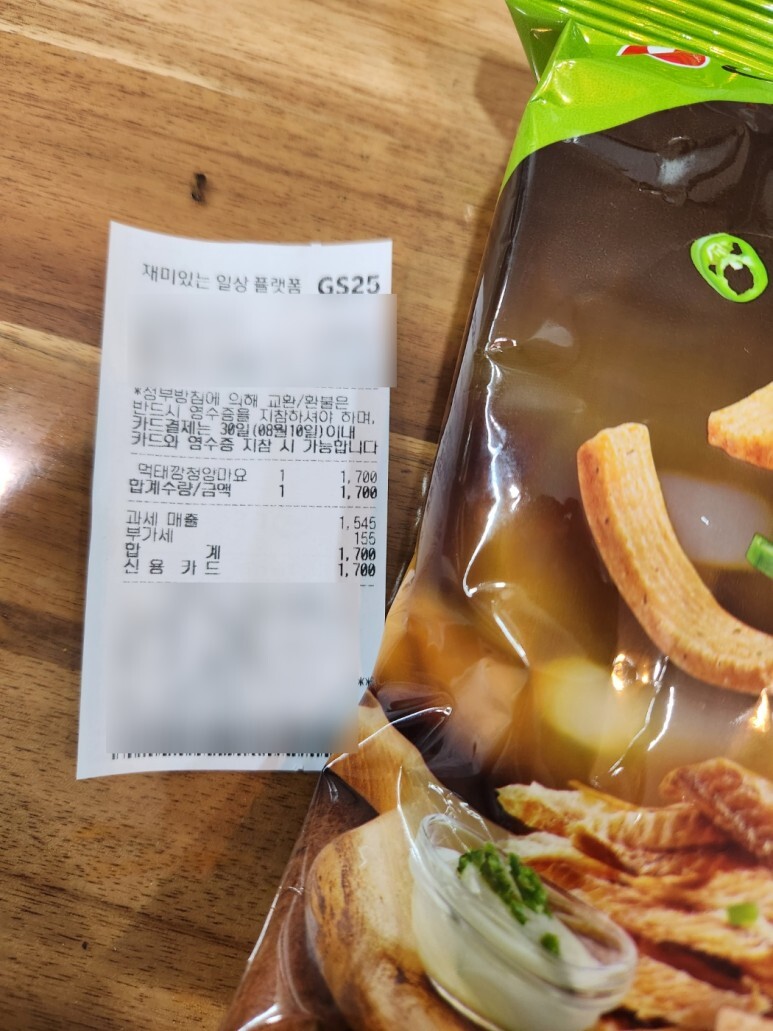 재미있는 일상 플랫폼 GS25
*정부방침에 의해 교환/환불은
반드시 영수증을 지참하셔야 하며,
카드결제는 30일(08월10일)이내
카드와 영수증 지참 시 가능합니다
먹태깡청양마요 1 1,700
합계수량/금액 1 1,700
과세 매출 1,545
부가세 155
합 계 1,700
신용 카드 1,700
**